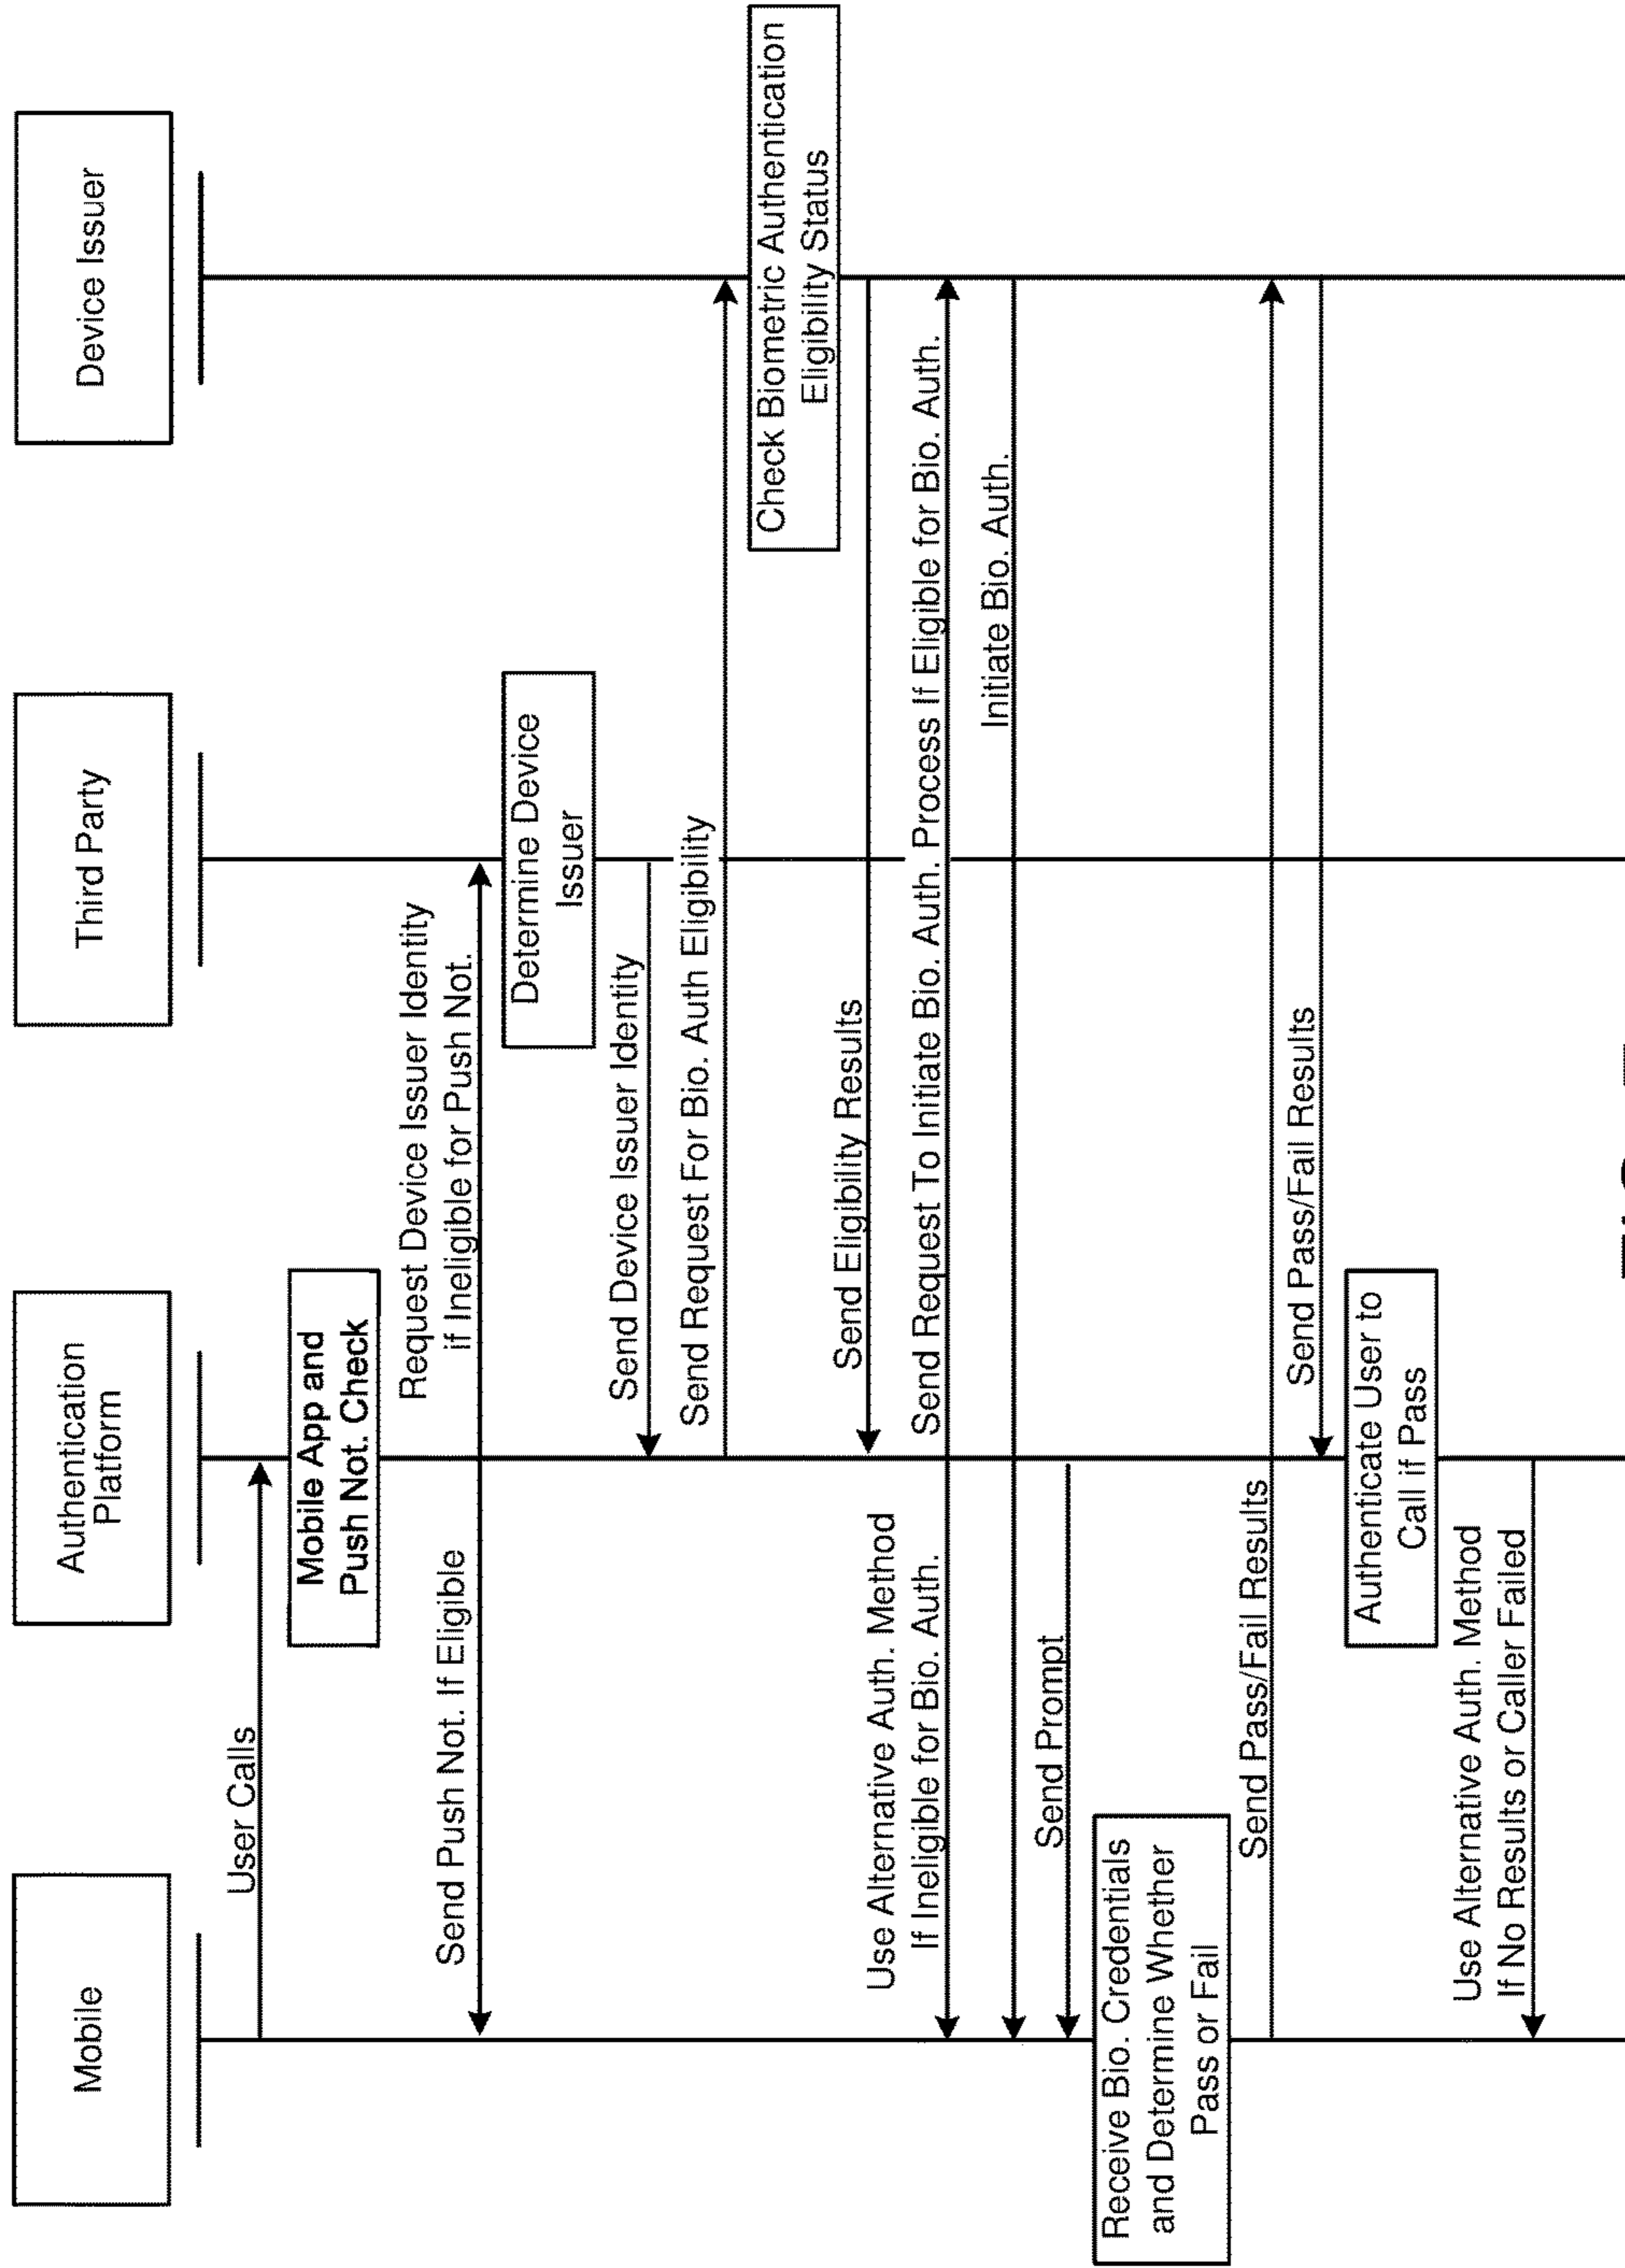 Mobile
Authentication
Platform
Third Party
Device Issuer
User Calls
Mobile App and
Push Not. Check
Send Push Not. If Eligible
Request Device Issuer Identity
if Ineligible for Push Not.
Determine Device
Issuer
Send Device Issuer Identity
Send Request For Bio. Auth Eligibility
Check Biometric Authentication
Eligibility Status
Send Eligibility Results
Use Alternative Auth. Method
If Ineligible for Bio. Auth.
Send Request To Initiate Bio. Auth. Process If Eligible for Bio. Auth.
Initiate Bio. Auth.
Send Prompt
Receive Bio. Credentials
and Determine Whether
Pass or Fail
Send Pass/Fail Results
Send Pass/Fail Results
Authenticate User to
Call if Pass
Use Alternative Auth. Method
If No Results or Caller Failed